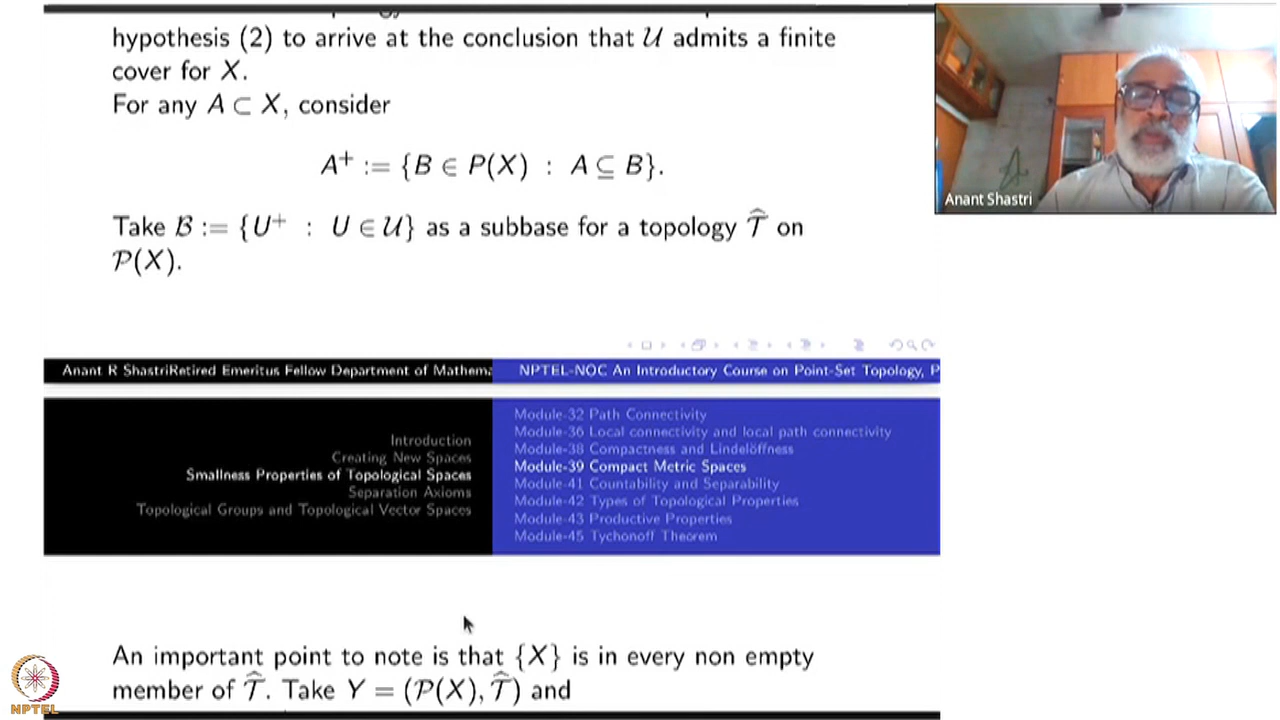 hypothesis (2) to arrive at the conclusion that 𝒰 admits a finite
cover for X.
For any A ⊂ X, consider
A⁺ := {B ∈ P(X) : A ⊆ B}.
Take ℬ := {U⁺ : U ∈ 𝒰} as a subbase for a topology 𝒯̂ on
𝒫(X).
Anant Shastri
Anant R ShastriRetired Emeritus Fellow Department of Mathema
NPTEL-NOC An Introductory Course on Point-Set Topology, P
Introduction
Creating New Spaces
Smallness Properties of Topological Spaces
Separation Axioms
Topological Groups and Topological Vector Spaces
Module-32 Path Connectivity
Module-36 Local connectivity and local path connectivity
Module-38 Compactness and Lindelöffness
Module-39 Compact Metric Spaces
Module-41 Countability and Separability
Module-42 Types of Topological Properties
Module-43 Productive Properties
Module-45 Tychonoff Theorem
An important point to note is that {X} is in every non empty
member of 𝒯̂. Take Y = (𝒫(X), 𝒯̂) and
NPTEL